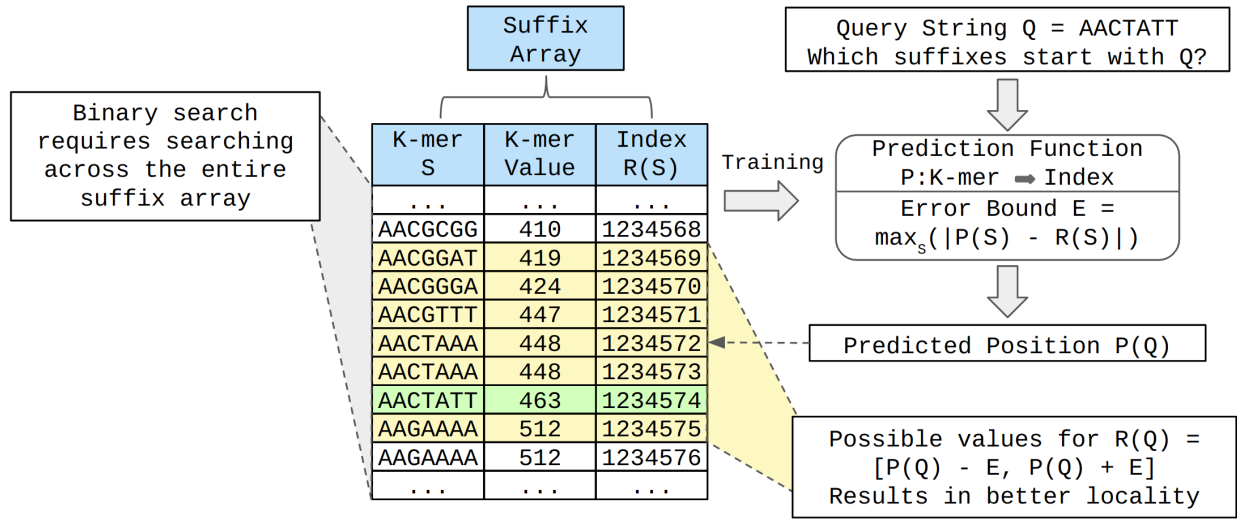 Suffix
Array
Query String Q = AACTATT
Which suffixes start with Q?
Binary search
requires searching
across the entire
suffix array
K-mer S K-mer Value Index R(S)
... ... ...
AACGCGG 410 1234568
AACGGAT 419 1234569
AACGGGA 424 1234570
AACGTTT 447 1234571
AACTAAA 448 1234572
AACTAAA 448 1234573
AACTATT 463 1234574
AAGAAAA 512 1234575
AAGAAAA 512 1234576
... ... ...
Training
Prediction Function
P:K-mer ➡ Index
Error Bound E =
maxS(|P(S) - R(S)|)
Predicted Position P(Q)
Possible values for R(Q) =
[P(Q) - E, P(Q) + E]
Results in better locality